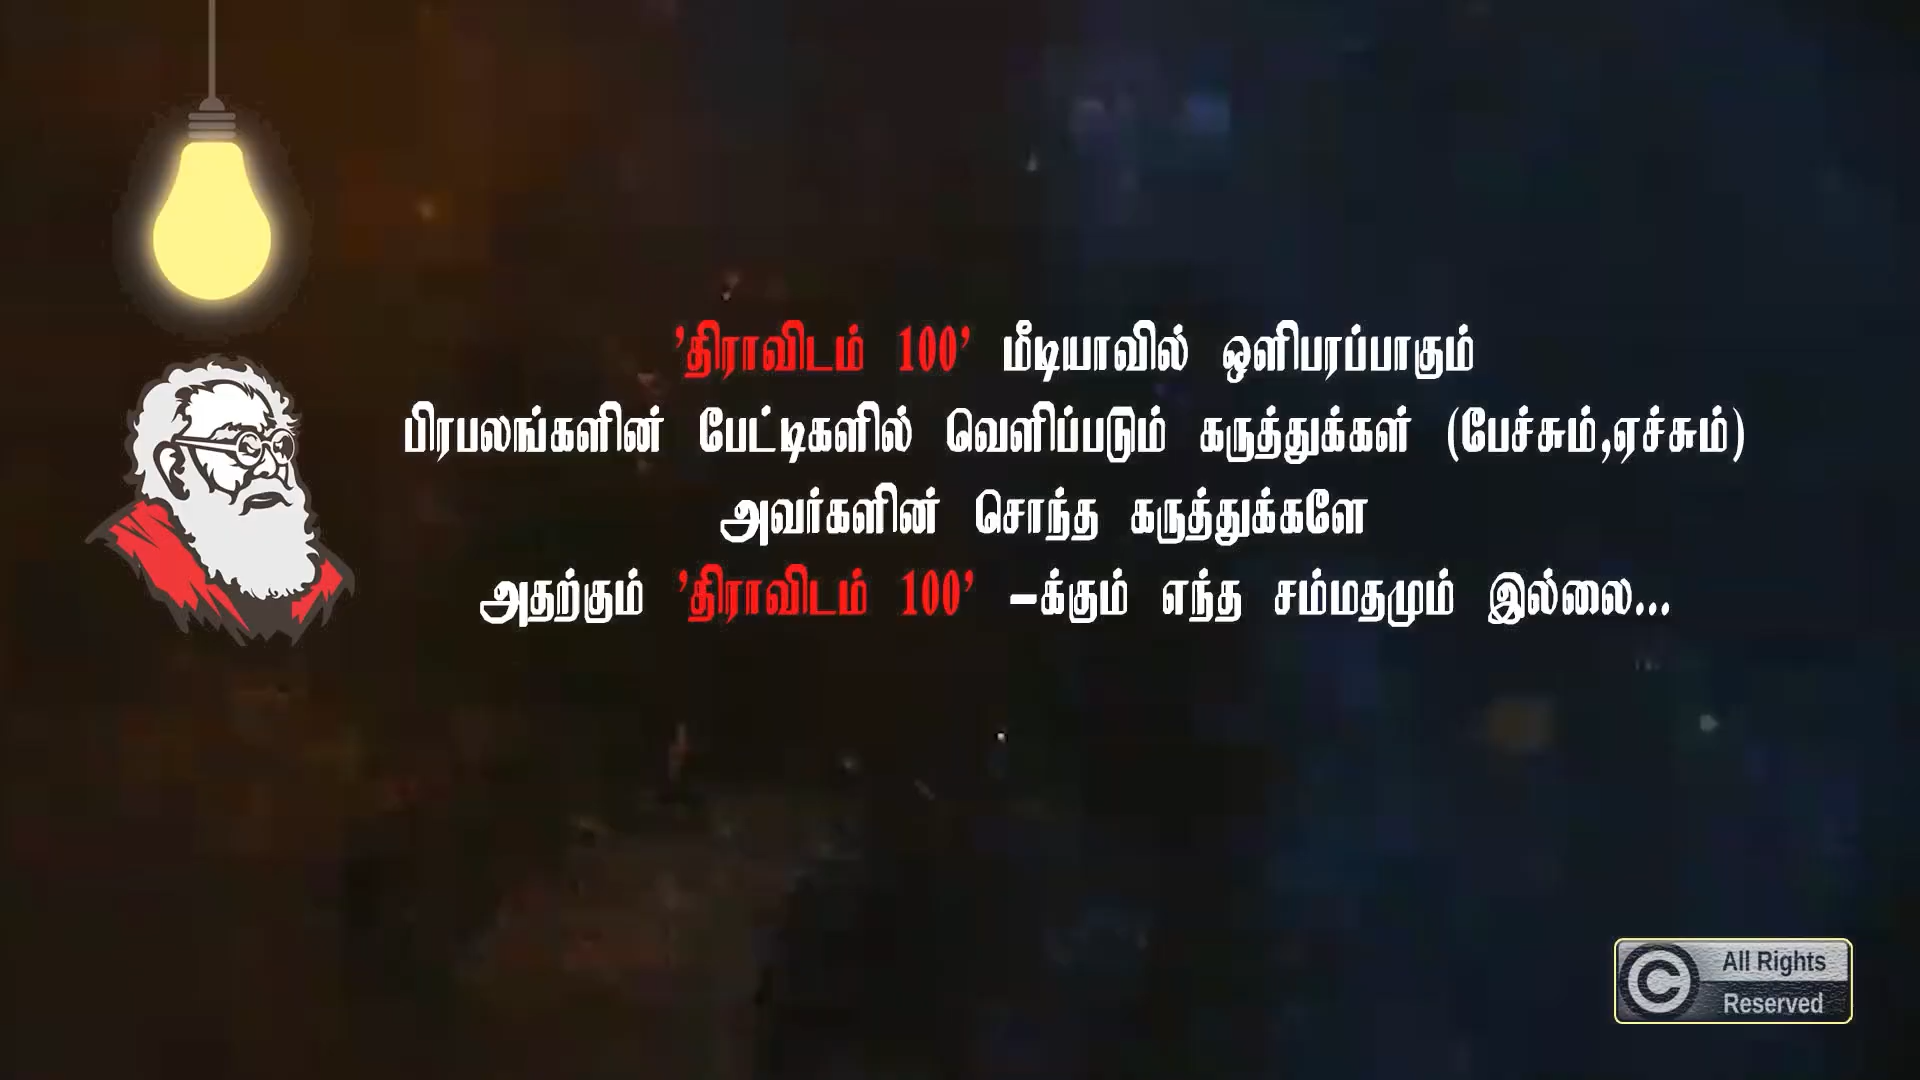 'திராவிடம் 100' மீடியாவில் ஒளிபரப்பாகும்
பிரபலங்களின் பேட்டிகளில் வெளிப்படும் கருத்துக்கள் (பேச்சும்,ஏச்சும்)
அவர்களின் சொந்த கருத்துக்களே
அதற்கும் 'திராவிடம் 100' -க்கும் எந்த சம்மதமும் இல்லை...
© All Rights
Reserved